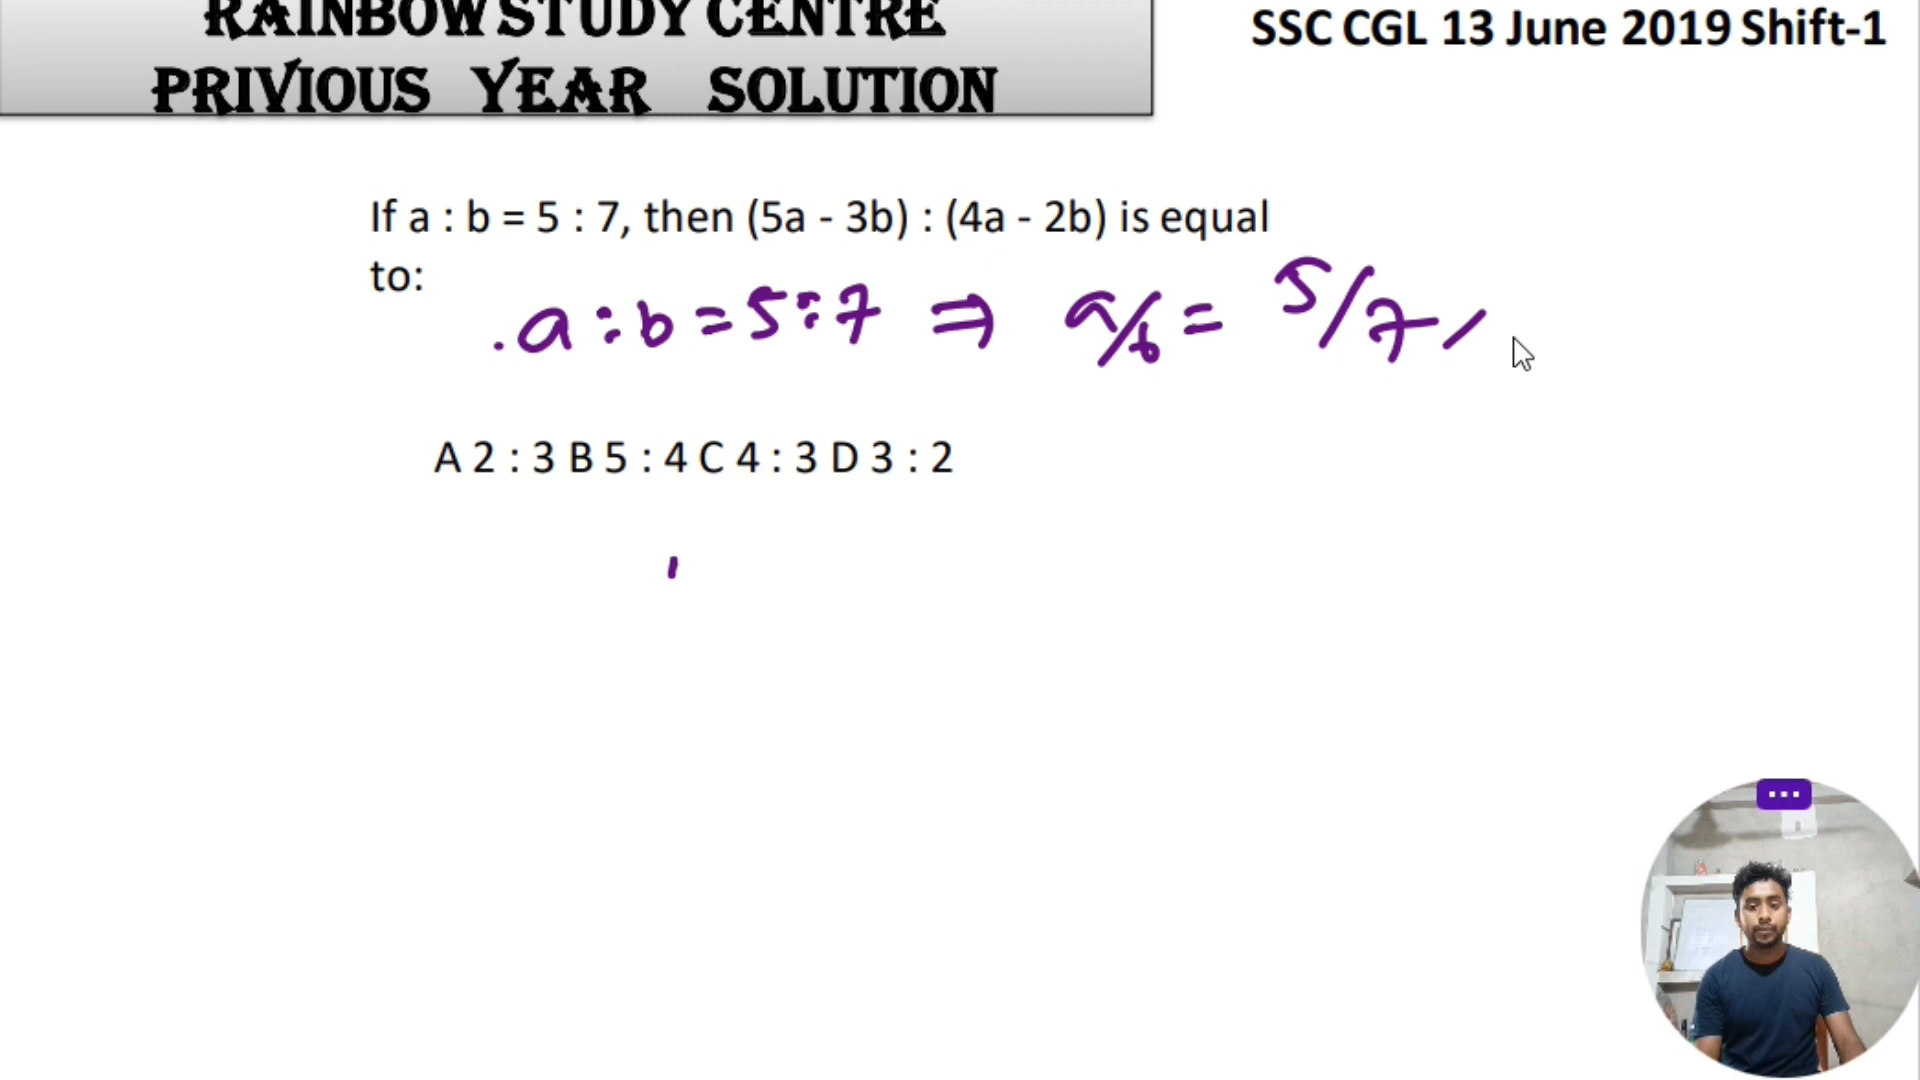 RAINBOW STUDY CENTRE
PRIVIOUS YEAR SOLUTION
SSC CGL 13 June 2019 Shift-1
If a : b = 5 : 7, then (5a - 3b) : (4a - 2b) is equal
to:
. a : b = 5 : 7 ⇒ a/b = 5/7
A 2 : 3 B 5 : 4 C 4 : 3 D 3 : 2